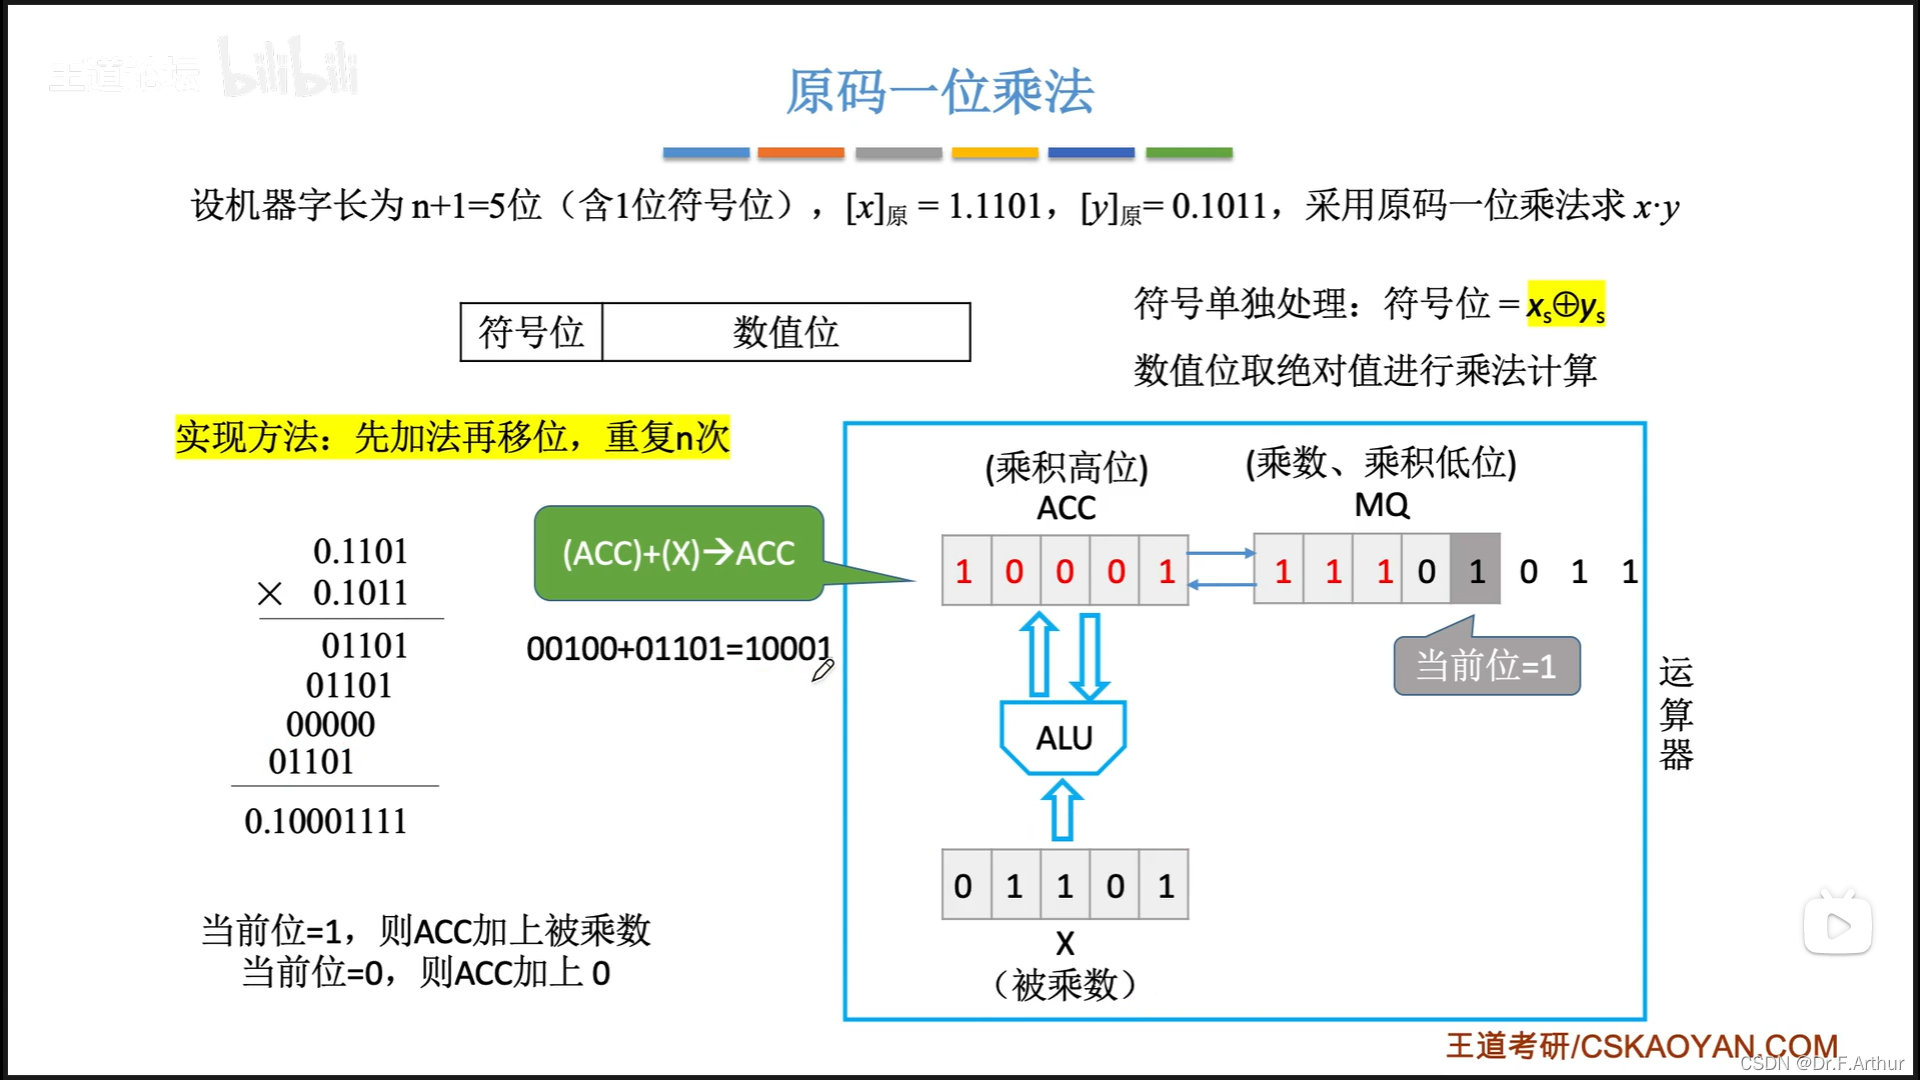 王道论坛 bilibili
原码一位乘法
设机器字长为 n+1=5位（含1位符号位），[x]原 = 1.1101，[y]原= 0.1011，采用原码一位乘法求 x·y
符号位 数值位
符号单独处理：符号位 = xs⊕ys
数值位取绝对值进行乘法计算
实现方法：先加法再移位，重复n次
0.1101
× 0.1011
01101
01101
00000
01101
0.10001111
(ACC)+(X)→ACC
00100+01101=10001
当前位=1，则ACC加上被乘数
当前位=0，则ACC加上 0
(乘积高位)
ACC
(乘数、乘积低位)
MQ
1 0 0 0 1
1 1 1 0 1 0 1 1
当前位=1
ALU
0 1 1 0 1
X
（被乘数）
运算器
王道考研/CSKAOYAN.COM
CSDN @Dr.F.Arthur